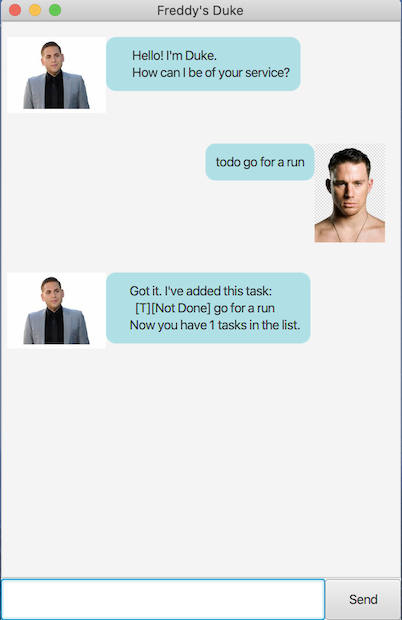 Freddy's Duke
Hello! I'm Duke.
How can I be of your service?
todo go for a run
Got it. I've added this task:
[T][Not Done] go for a run
Now you have 1 tasks in the list.
Send